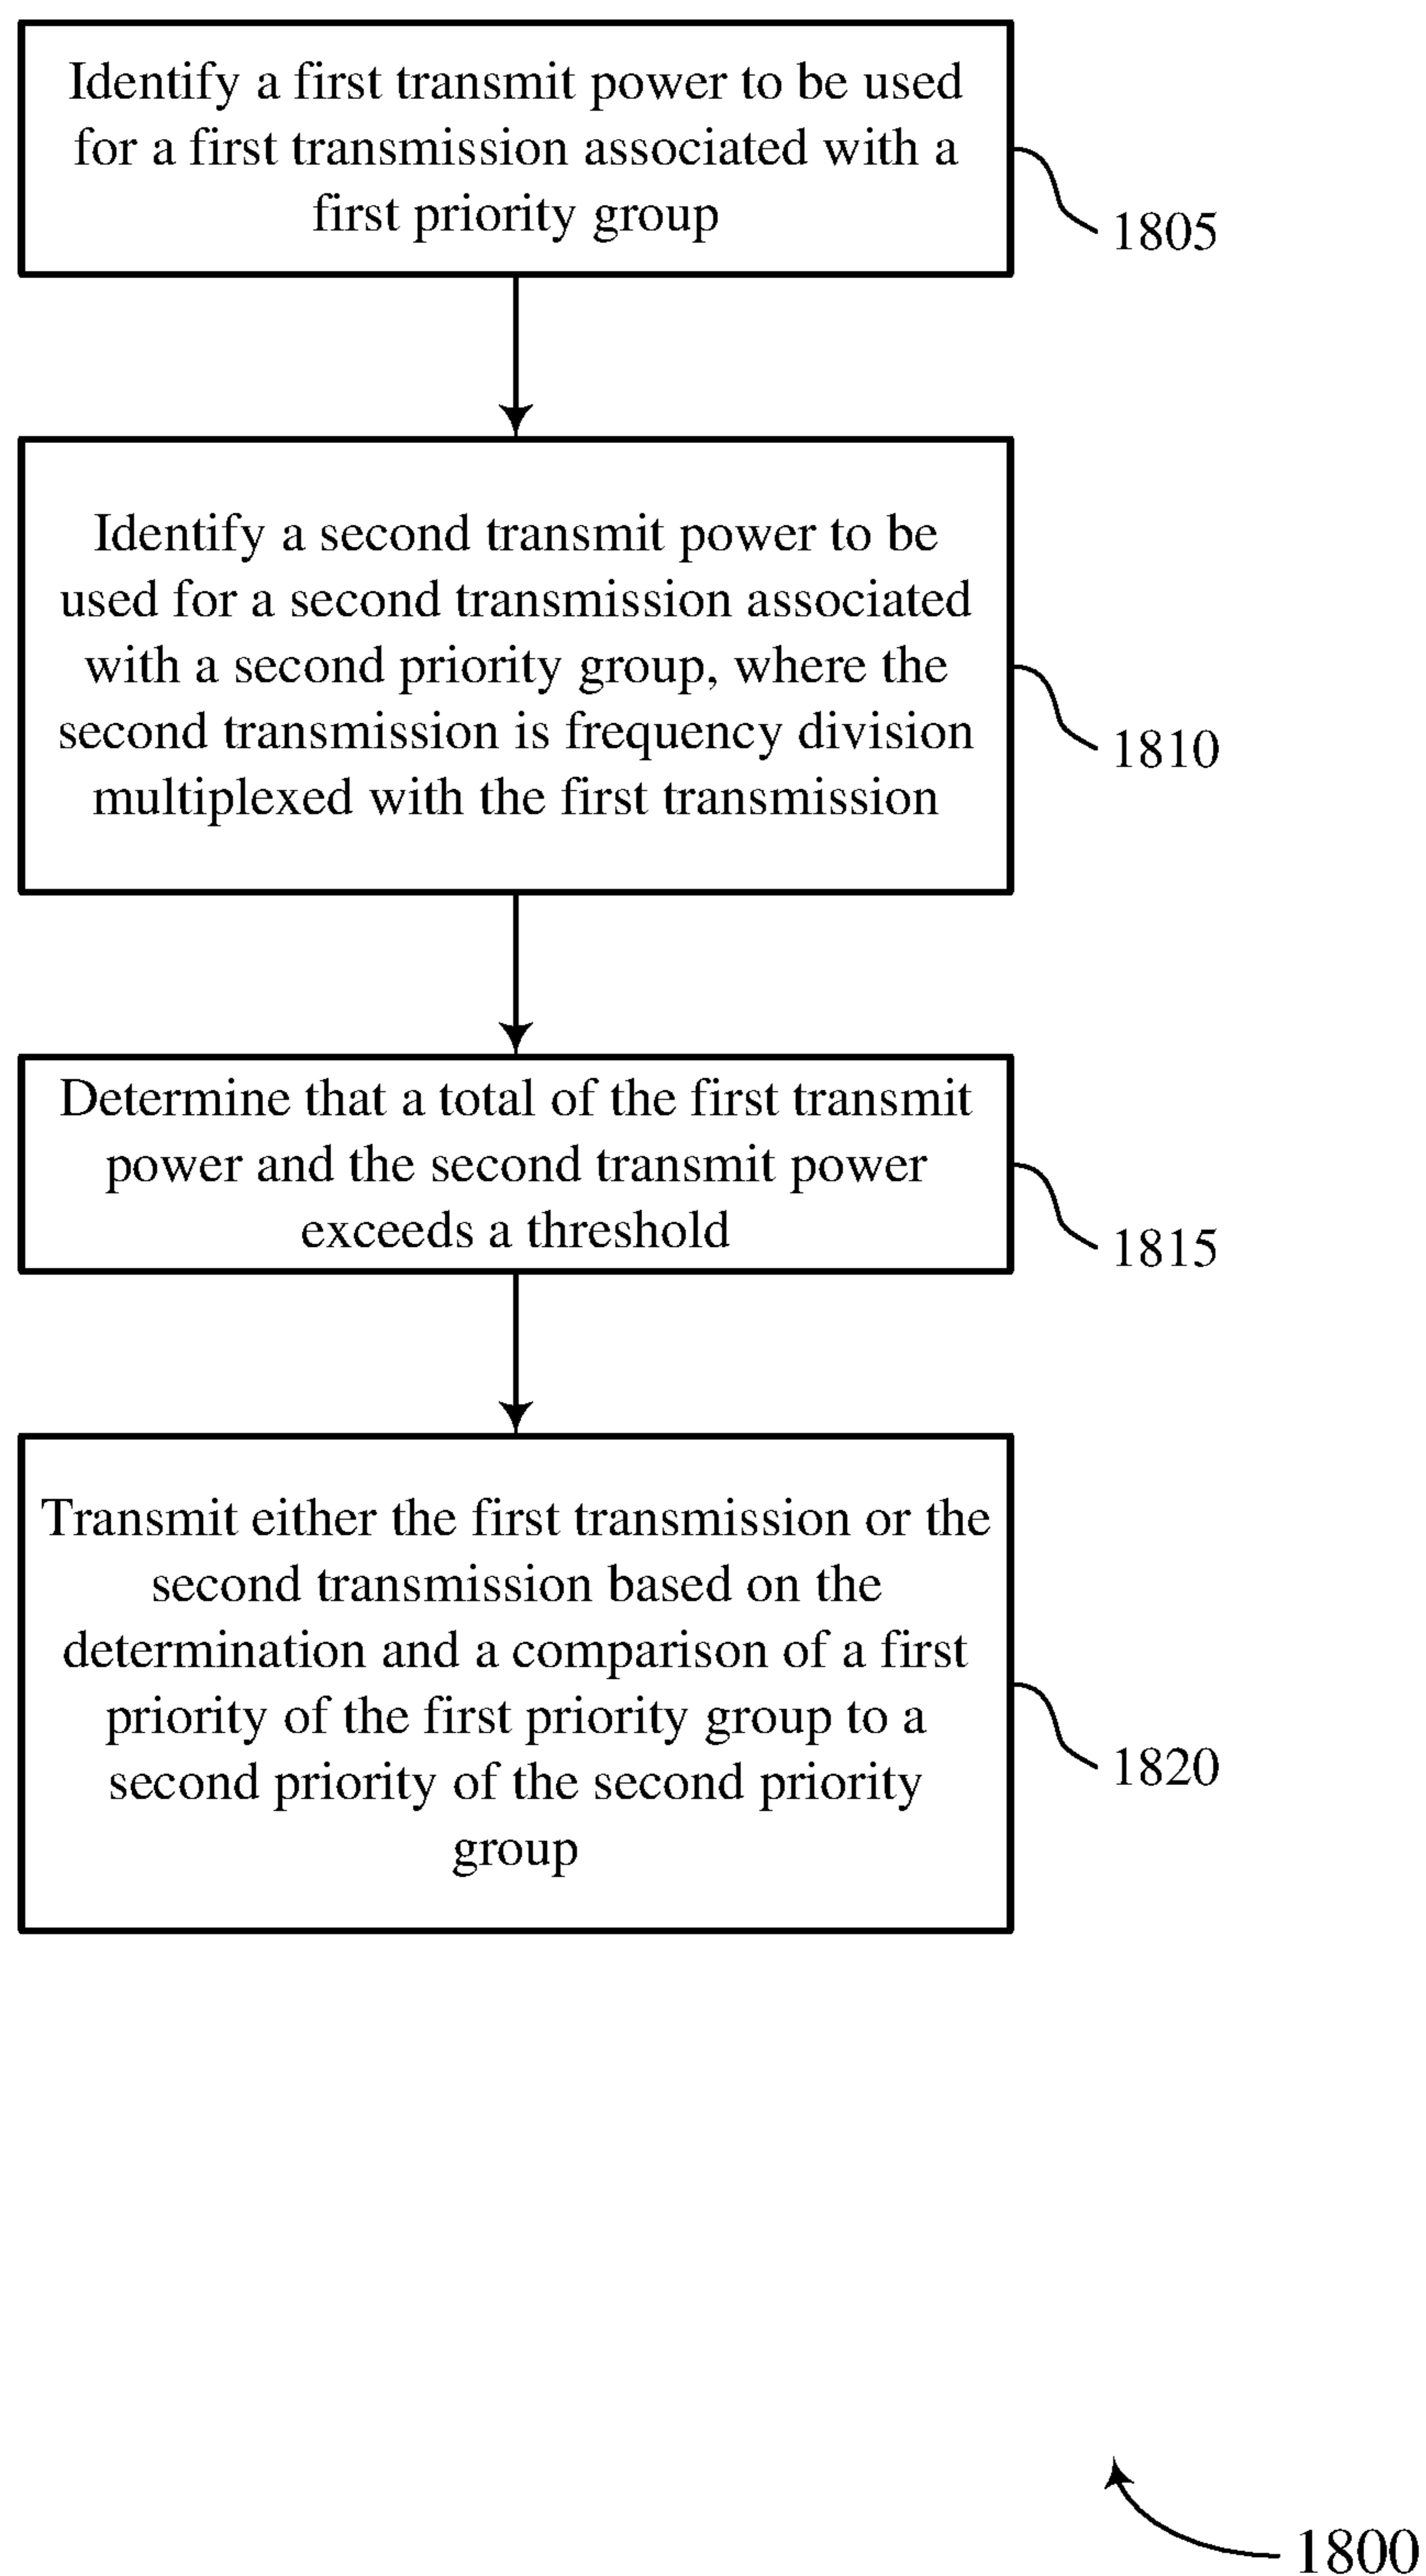 Identify a first transmit power to be used
for a first transmission associated with a
first priority group
1805
Identify a second transmit power to be
used for a second transmission associated
with a second priority group, where the
second transmission is frequency division
multiplexed with the first transmission
1810
Determine that a total of the first transmit
power and the second transmit power
exceeds a threshold
1815
Transmit either the first transmission or the
second transmission based on the
determination and a comparison of a first
priority of the first priority group to a
second priority of the second priority
group
1820
1800